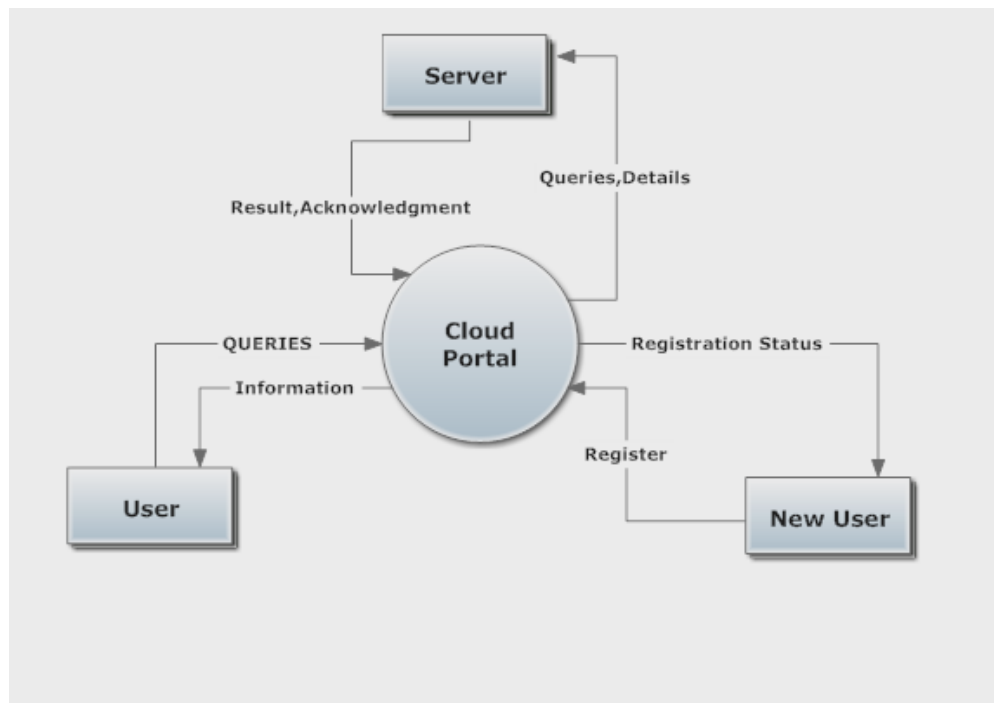 Server
Queries,Details
Result,Acknowledgment
Cloud
Portal
QUERIES
Registration Status
Information
Register
User
New User